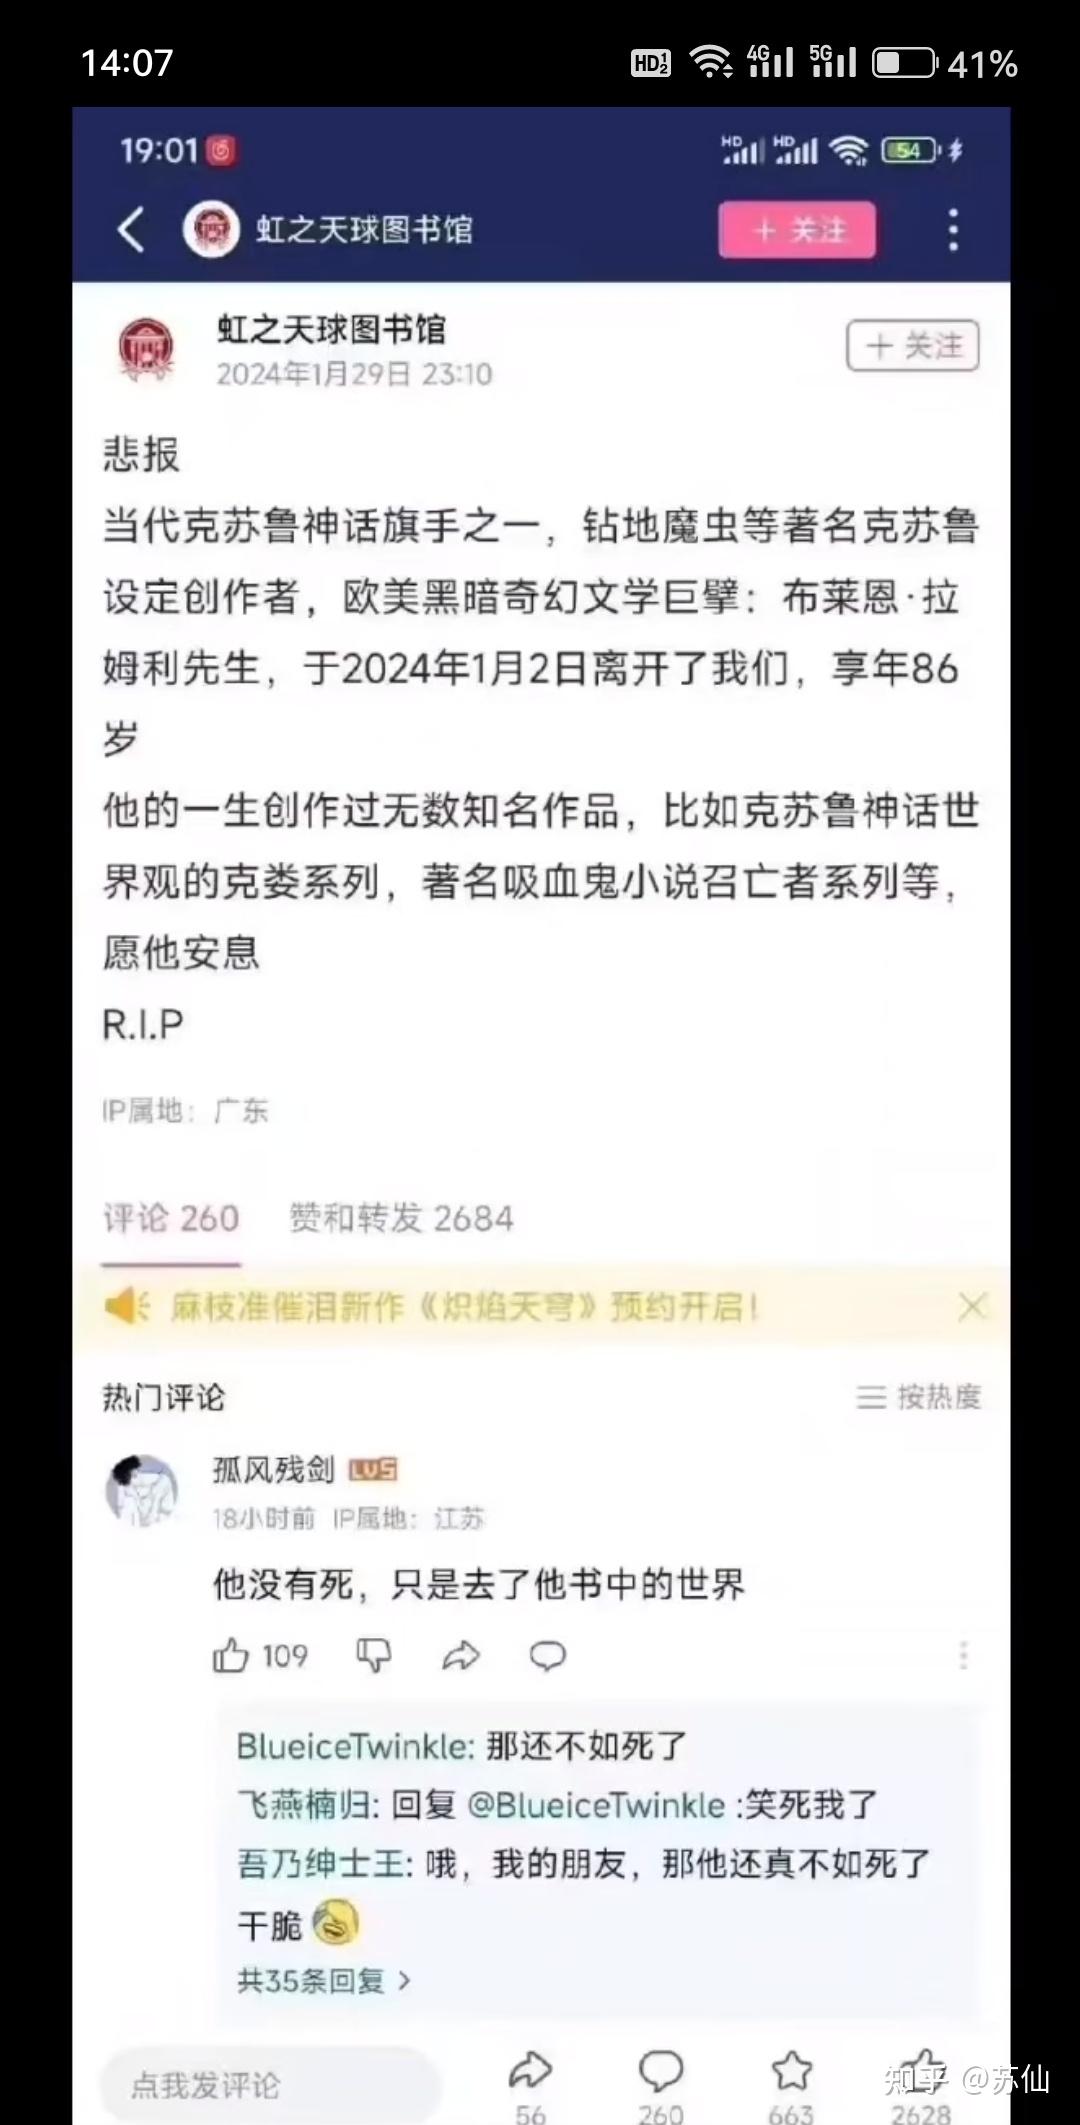 14:07
HD 1 2 4G 5G 41%
19:01 HD HD 54
虹之天球图书馆 + 关注
虹之天球图书馆
2024年1月29日 23:10
+ 关注
悲报
当代克苏鲁神话旗手之一，钻地魔虫等著名克苏鲁
设定创作者，欧美黑暗奇幻文学巨擘：布莱恩·拉
姆利先生，于2024年1月2日离开了我们，享年86
岁
他的一生创作过无数知名作品，比如克苏鲁神话世
界观的克娄系列，著名吸血鬼小说召亡者系列等，
愿他安息
R.I.P
IP属地：广东
评论 260 赞和转发 2684
麻枝准催泪新作《炽焰天穹》预约开启！
热门评论 按热度
孤风残剑 LV5
18小时前 IP属地：江苏
他没有死，只是去了他书中的世界
109
BlueiceTwinkle: 那还不如死了
飞燕楠归: 回复 @BlueiceTwinkle :笑死我了
吾乃绅士王: 哦，我的朋友，那他还真不如死了
干脆
共35条回复 >
点我发评论
56 260 663 2628
知乎 @苏仙